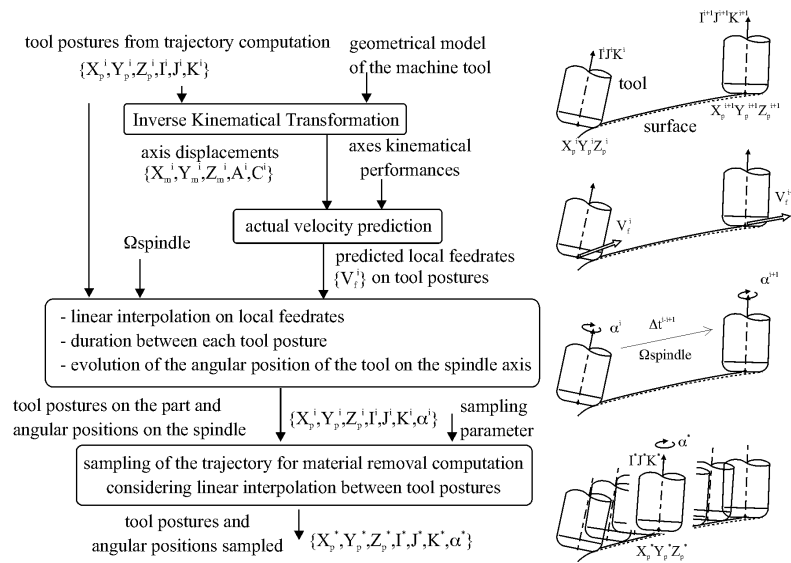 tool postures from trajectory computation
{Xpⁱ,Ypⁱ,Zpⁱ,Iⁱ,Jⁱ,Kⁱ}
geometrical model
of the machine tool
Inverse Kinematical Transformation
axis displacements
{Xmⁱ,Ymⁱ,Zmⁱ,Aⁱ,Cⁱ}
axes kinematical
performances
actual velocity prediction
Ωspindle
predicted local feedrates
{Vfⁱ} on tool postures
- linear interpolation on local feedrates
- duration between each tool posture
- evolution of the angular position of the tool on the spindle axis
tool postures on the part and
angular positions on the spindle
{Xpⁱ,Ypⁱ,Zpⁱ,Iⁱ,Jⁱ,Kⁱ,αⁱ}
sampling
parameter
sampling of the trajectory for material removal computation
considering linear interpolation between tool postures
tool postures and
angular positions sampled
{Xp*,Yp*,Zp*,I*,J*,K*,α*}
Iⁱ⁺¹Jⁱ⁺¹Kⁱ⁺¹
IⁱJⁱKⁱ
tool
Xpⁱ⁺¹Ypⁱ⁺¹Zpⁱ⁺¹
surface
XpⁱYpⁱZpⁱ
Vfⁱ
αⁱ⁺¹
αⁱ
Δtⁱ⁻ⁱ⁺¹
Ωspindle
α*
I*J*K*
Xp*Yp*Zp*